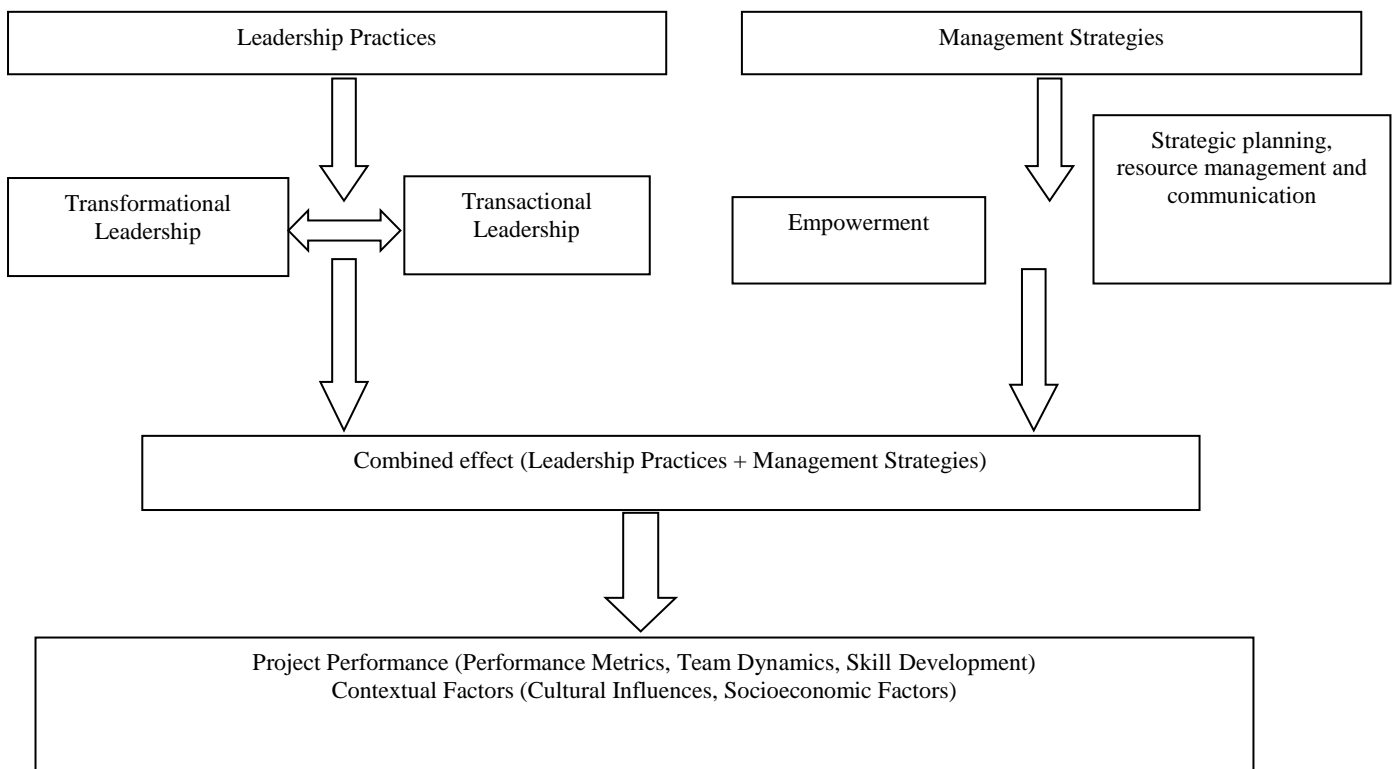 Leadership Practices
Management Strategies
Transformational
Leadership
Transactional
Leadership
Empowerment
Strategic planning,
resource management and
communication
Combined effect (Leadership Practices + Management Strategies)
Project Performance (Performance Metrics, Team Dynamics, Skill Development)
Contextual Factors (Cultural Influences, Socioeconomic Factors)